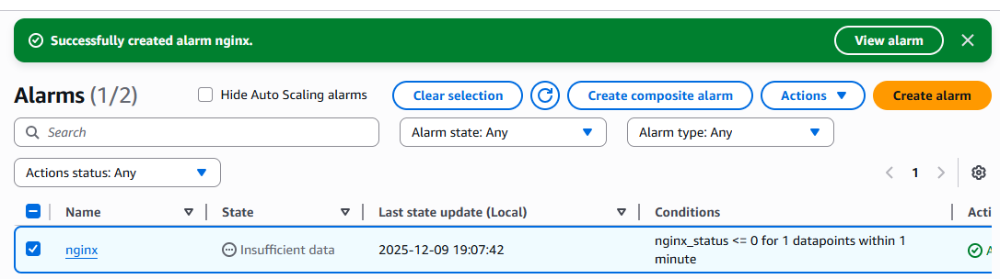 Successfully created alarm nginx.
View alarm
Alarms (1/2)
Hide Auto Scaling alarms
Clear selection
Create composite alarm
Actions
Create alarm
Search
Alarm state: Any
Alarm type: Any
Actions status: Any
1
Name
State
Last state update (Local)
Conditions
nginx
Insufficient data
2025-12-09 19:07:42
nginx_status <= 0 for 1 datapoints within 1
minute